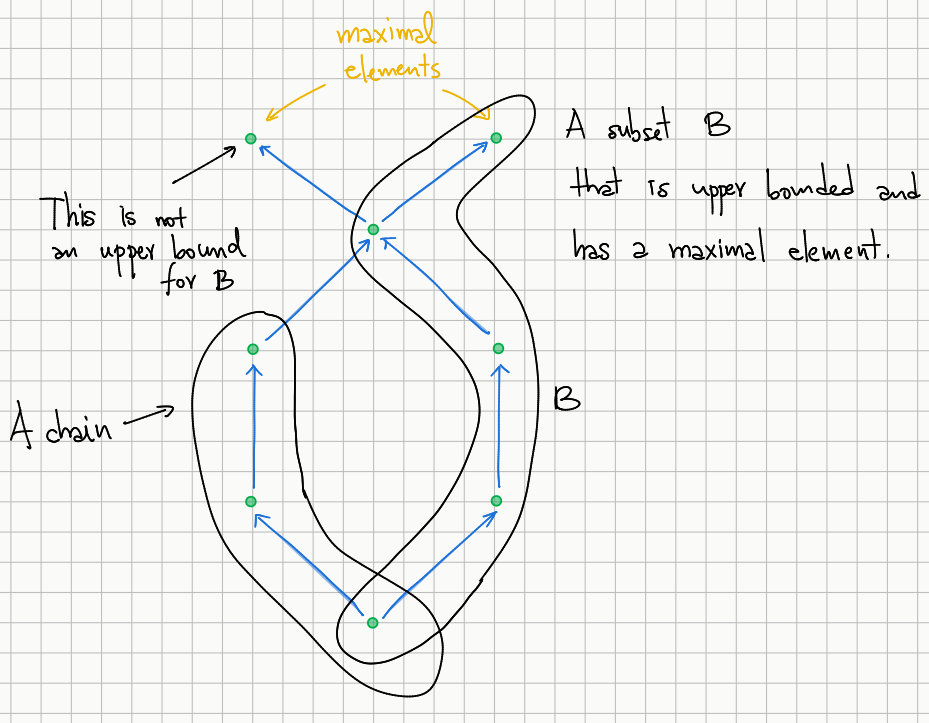 maximal
elements
A subset B
that is upper bounded and
has a maximal element.
This is not
an upper bound
for B
A chain
B